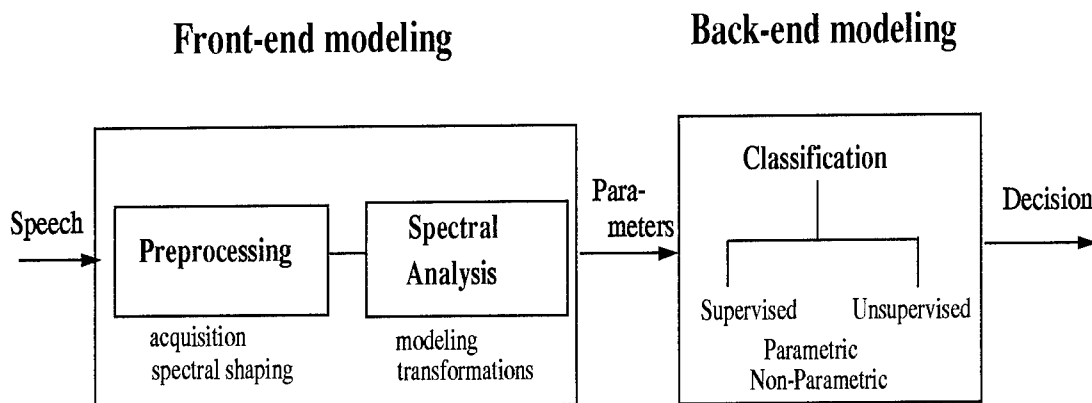 Front-end modeling
Back-end modeling
Speech
Preprocessing
acquisition
spectral shaping
Spectral
Analysis
modeling
transformations
Para-
meters
Classification
Supervised
Unsupervised
Parametric
Non-Parametric
Decision